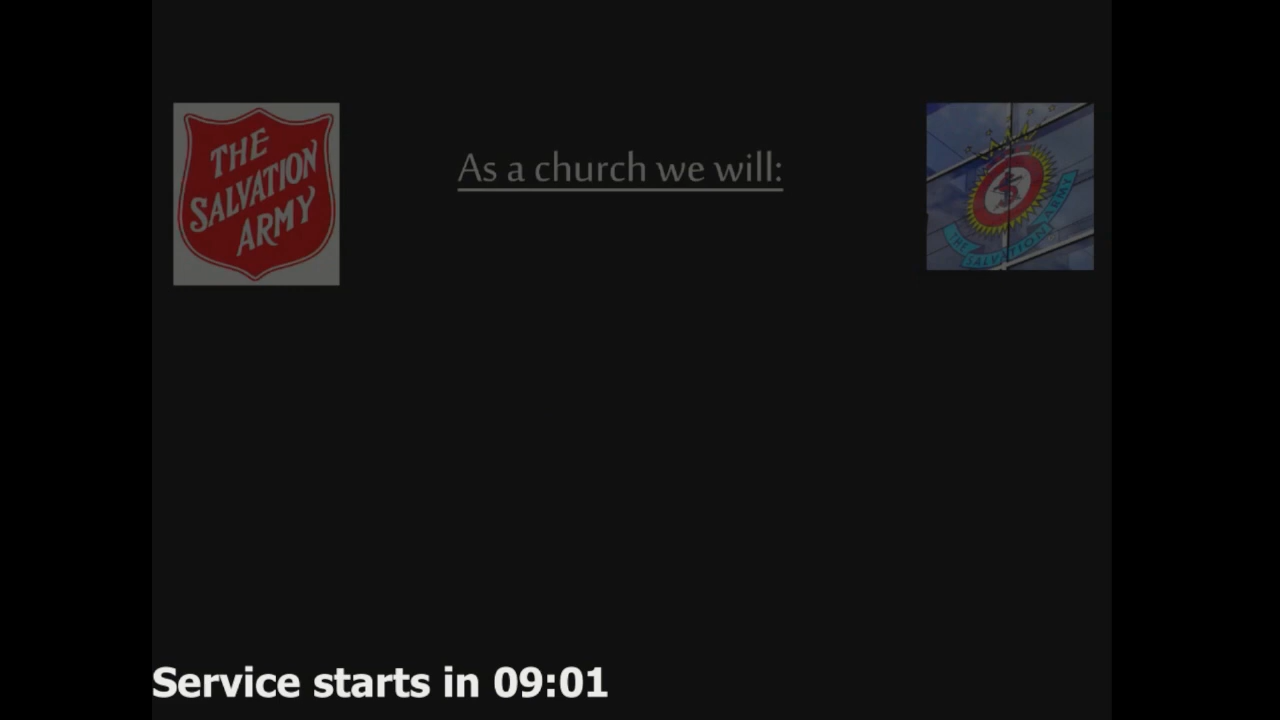 THE
SALVATION
ARMY
As a church we will:
THE SALVATION ARMY
Service starts in 09:01